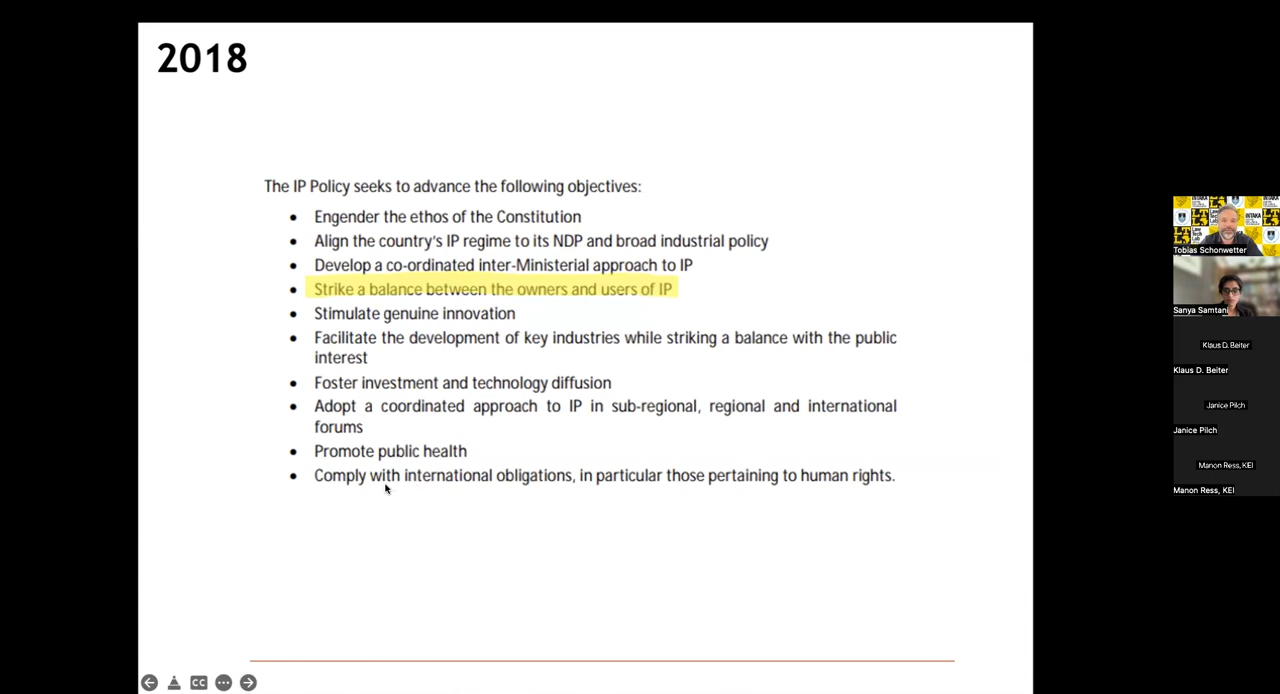 2018
The IP Policy seeks to advance the following objectives:
• Engender the ethos of the Constitution
• Align the country's IP regime to its NDP and broad industrial policy
• Develop a co-ordinated inter-Ministerial approach to IP
• Strike a balance between the owners and users of IP
• Stimulate genuine innovation
• Facilitate the development of key industries while striking a balance with the public
interest
• Foster investment and technology diffusion
• Adopt a coordinated approach to IP in sub-regional, regional and international
forums
• Promote public health
• Comply with international obligations, in particular those pertaining to human rights.
CC
INTAKA
Tobias Schonwetter
Sanya Samtani
Klaus D. Beiter
Klaus D. Beiter
Janice Pilch
Janice Pilch
Manon Ress, KEI
Manon Ress, KEI